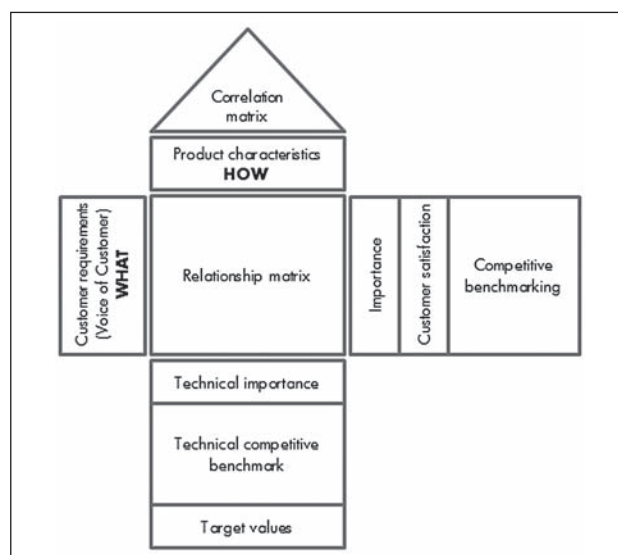 Correlation
matrix
Product characteristics
HOW
Customer requirements
(Voice of Customer)
WHAT
Relationship matrix
Importance
Customer satisfaction
Competitive
benchmarking
Technical importance
Technical competitive
benchmark
Target values